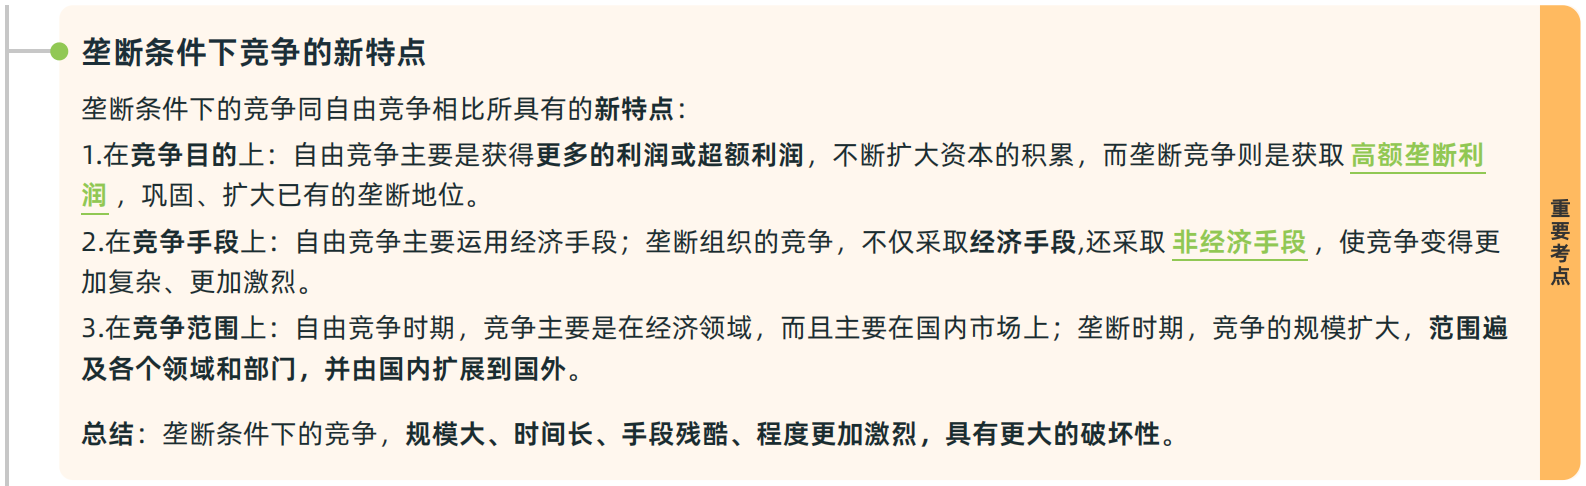 垄断条件下竞争的新特点
垄断条件下的竞争同自由竞争相比所具有的新特点：
1.在竞争目的上：自由竞争主要是获得更多的利润或超额利润，不断扩大资本的积累，而垄断竞争则是获取 高额垄断利
润 ，巩固、扩大已有的垄断地位。
2.在竞争手段上：自由竞争主要运用经济手段；垄断组织的竞争，不仅采取经济手段,还采取 非经济手段 ，使竞争变得更
加复杂、更加激烈。
3.在竞争范围上：自由竞争时期，竞争主要是在经济领域，而且主要在国内市场上；垄断时期，竞争的规模扩大，范围遍
及各个领域和部门，并由国内扩展到国外。
总结：垄断条件下的竞争，规模大、时间长、手段残酷、程度更加激烈，具有更大的破坏性。
重要考点